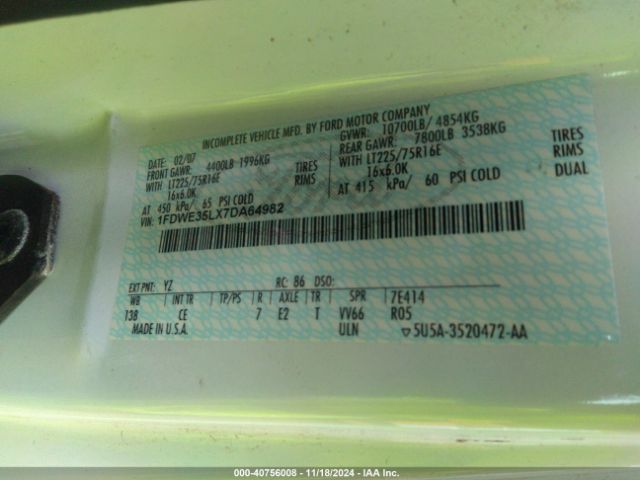 INCOMPLETE VEHICLE MFD. BY FORD MOTOR COMPANY
DATE: 02/07 GVWR: 10700LB/ 4854KG
FRONT GAWR: 4400LB 1996KG REAR GAWR: 7800LB 3538KG
WITH LT225/75R16E TIRES WITH LT225/75R16E TIRES
16x6.0K RIMS 16x6.0K RIMS
AT 450 kPa/ 65 PSI COLD AT 415 kPa/ 60 PSI COLD DUAL
VIN: 1FDWE35LX7DA64982
EXT PNT: YZ RC: 86 DSO:
WB INT TR TP/PS R AXLE TR SPR 7E414
138 CE 7 E2 T VV66 R05
MADE IN U.S.A. ULN ▽5U5A-3520472-AA
000-40756008 - 11/18/2024 - IAA Inc.